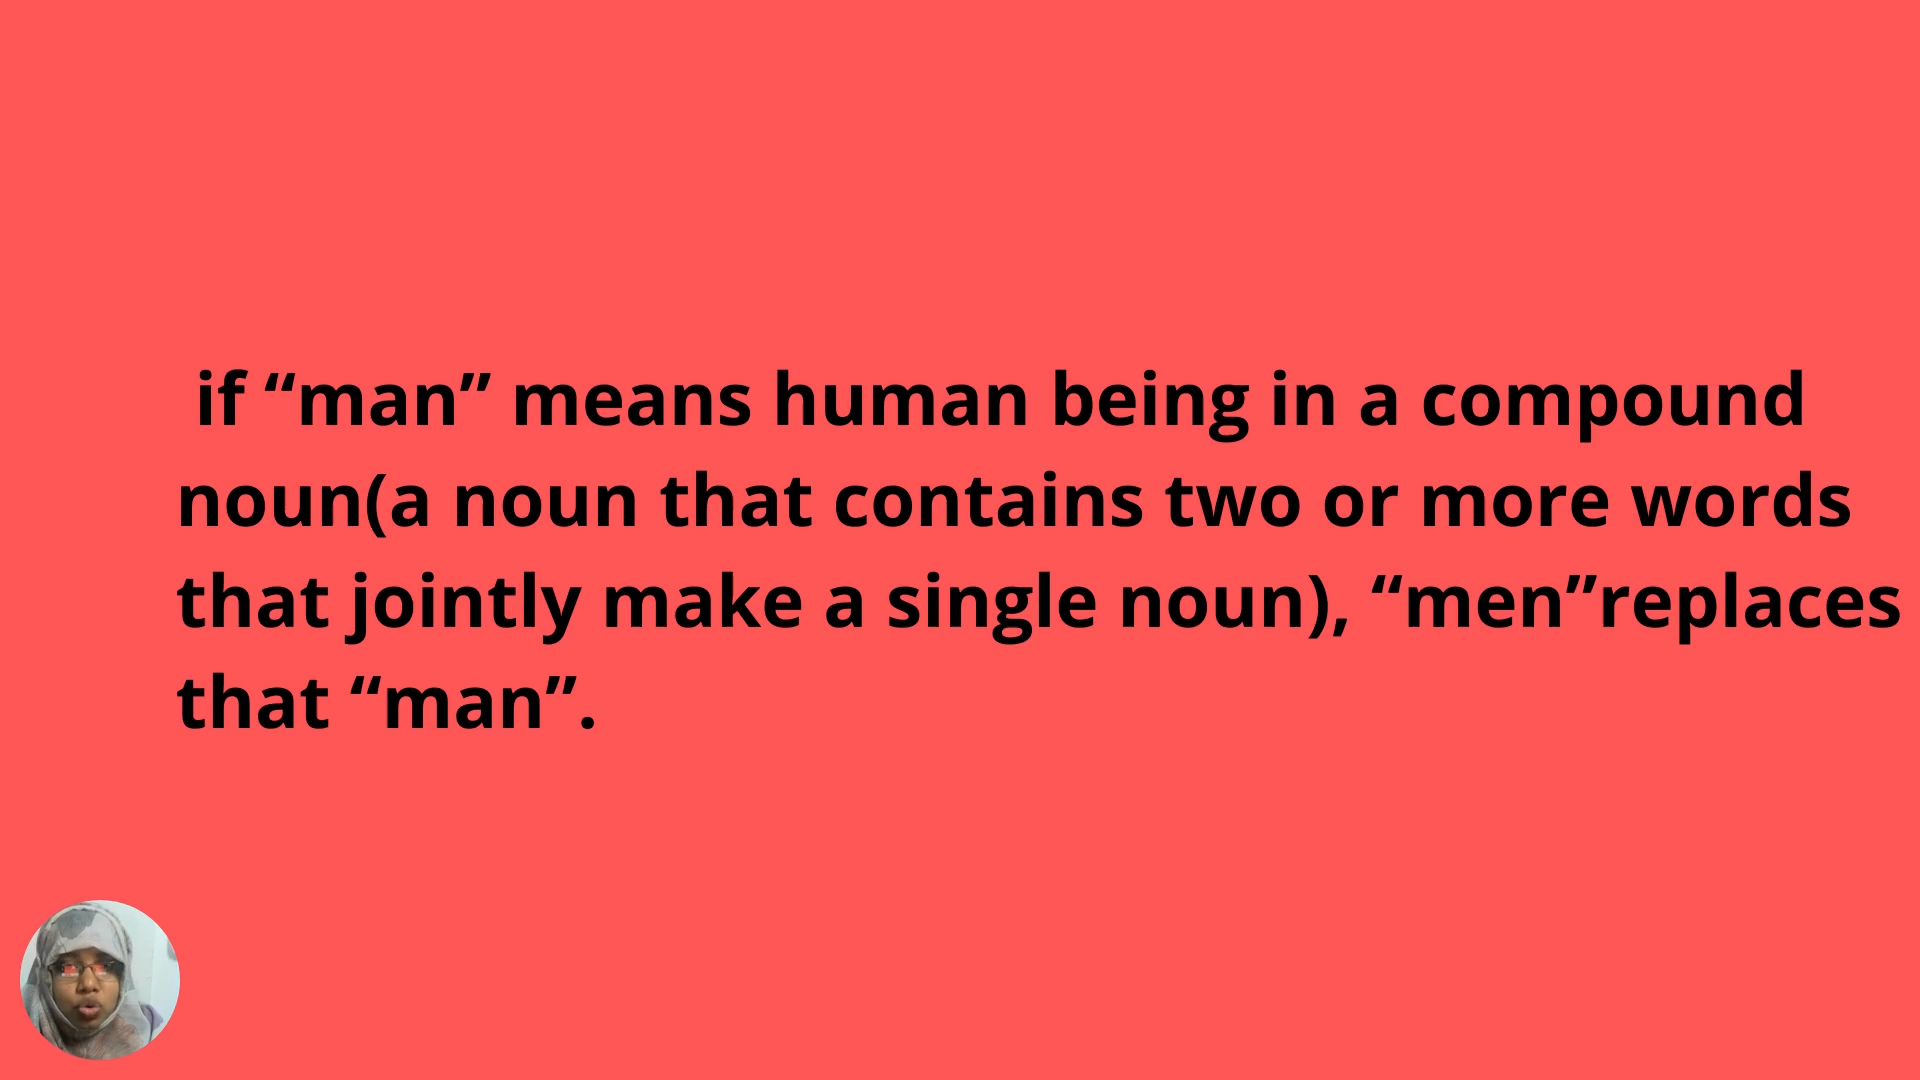 if “man” means human being in a compound
noun(a noun that contains two or more words
that jointly make a single noun), “men”replaces
that “man”.